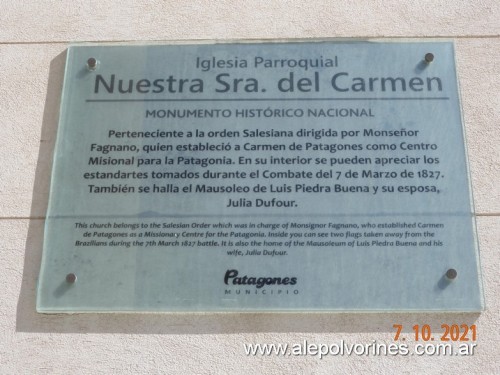 Iglesia Parroquial
Nuestra Sra. del Carmen
MONUMENTO HISTÓRICO NACIONAL
Perteneciente a la orden Salesiana dirigida por Monseñor
Fagnano, quien estableció a Carmen de Patagones como Centro
Misional para la Patagonia. En su interior se pueden apreciar los
estandartes tomados durante el Combate del 7 de Marzo de 1827.
También se halla el Mausoleo de Luis Piedra Buena y su esposa,
Julia Dufour.
This church belongs to the Salesian Order which was in charge of Monsignor Fagnano, who established Carmen
de Patagones as a Missionary Centre for the Patagonia. Inside you can see two flags taken away from the
Brazilians during the 7th March 1827 battle. It is also the home of the Mausoleum of Luis Piedra Buena and his
wife, Julia Dufour.
Patagones
MUNICIPIO
7. 10. 2021
www.alepolvorines.com.ar